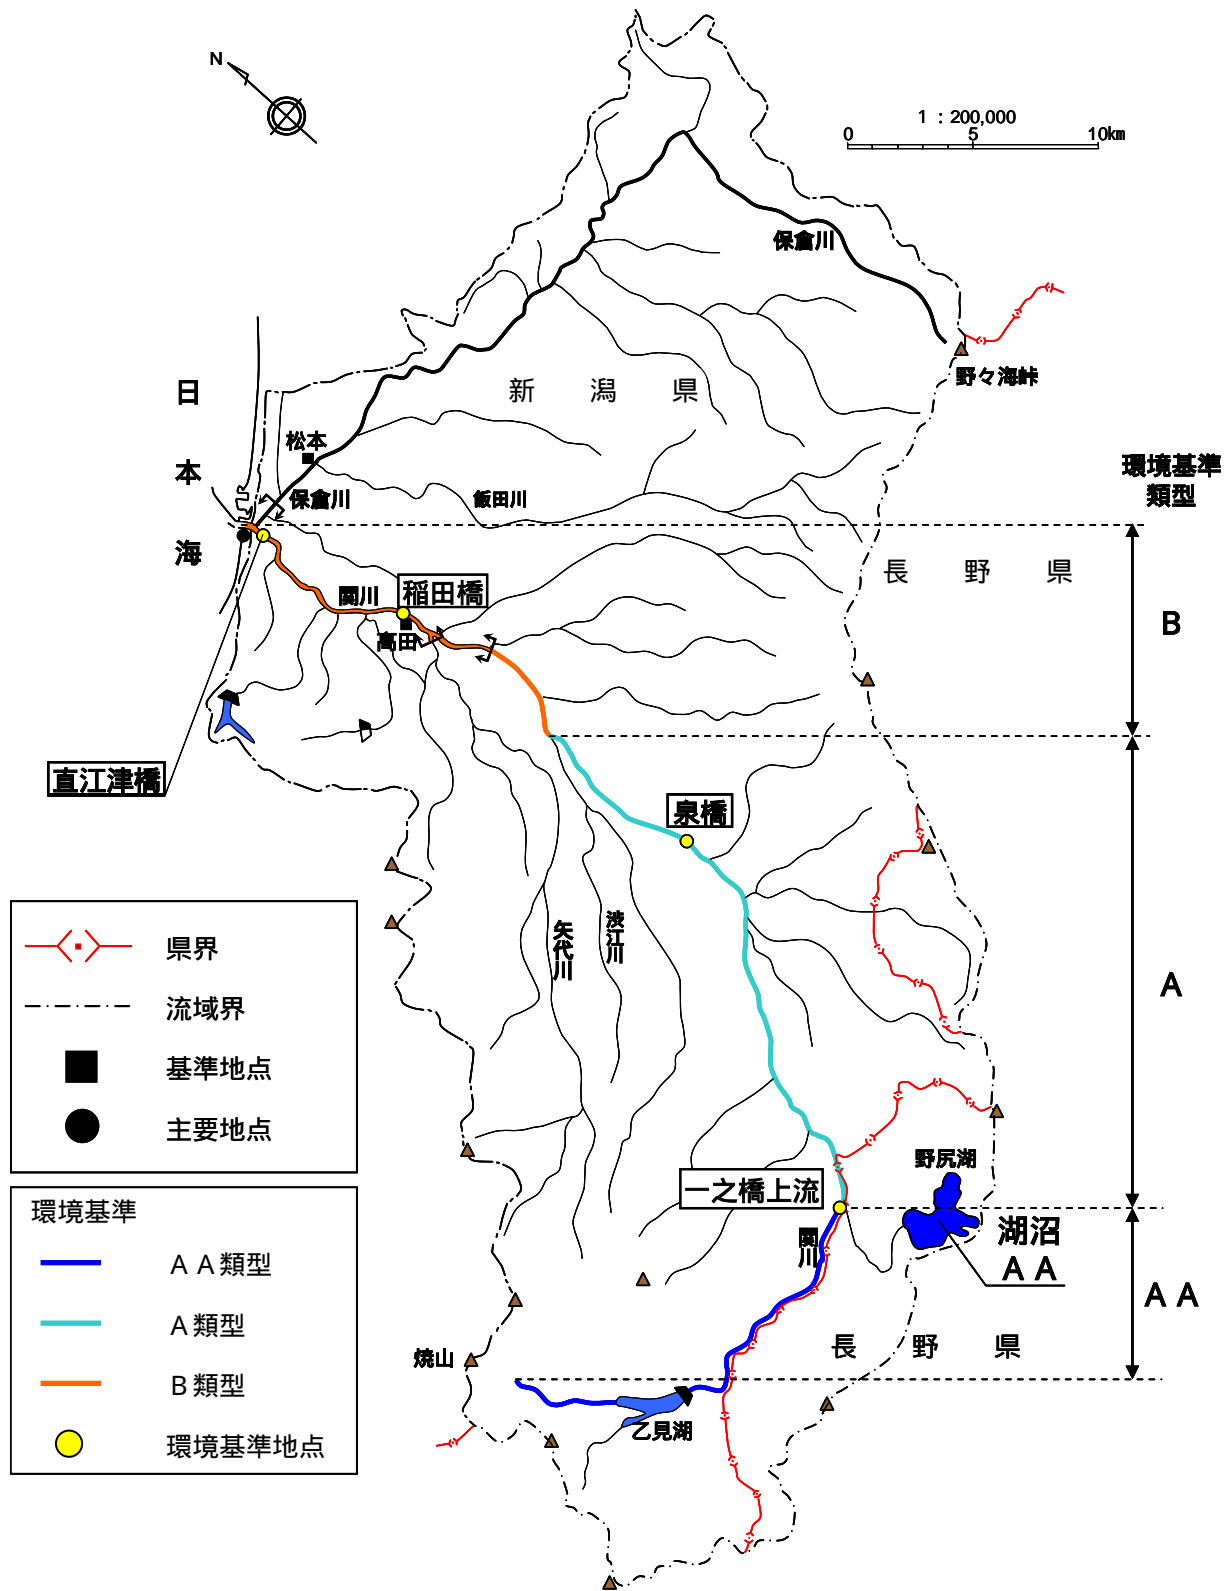 N
1 : 200,000
0 5 10km
保倉川
野々海峠
新潟県
日本海
松本
保倉川
飯田川
環境基準
類型
長野県
関川
稲田橋
高田
B
直江津橋
泉橋
矢代川
渋江川
A
県界
流域界
基準地点
主要地点
野尻湖
一之橋上流
湖沼
AA
関川
AA
長野県
焼山
乙見湖
環境基準
AA類型
A類型
B類型
環境基準地点